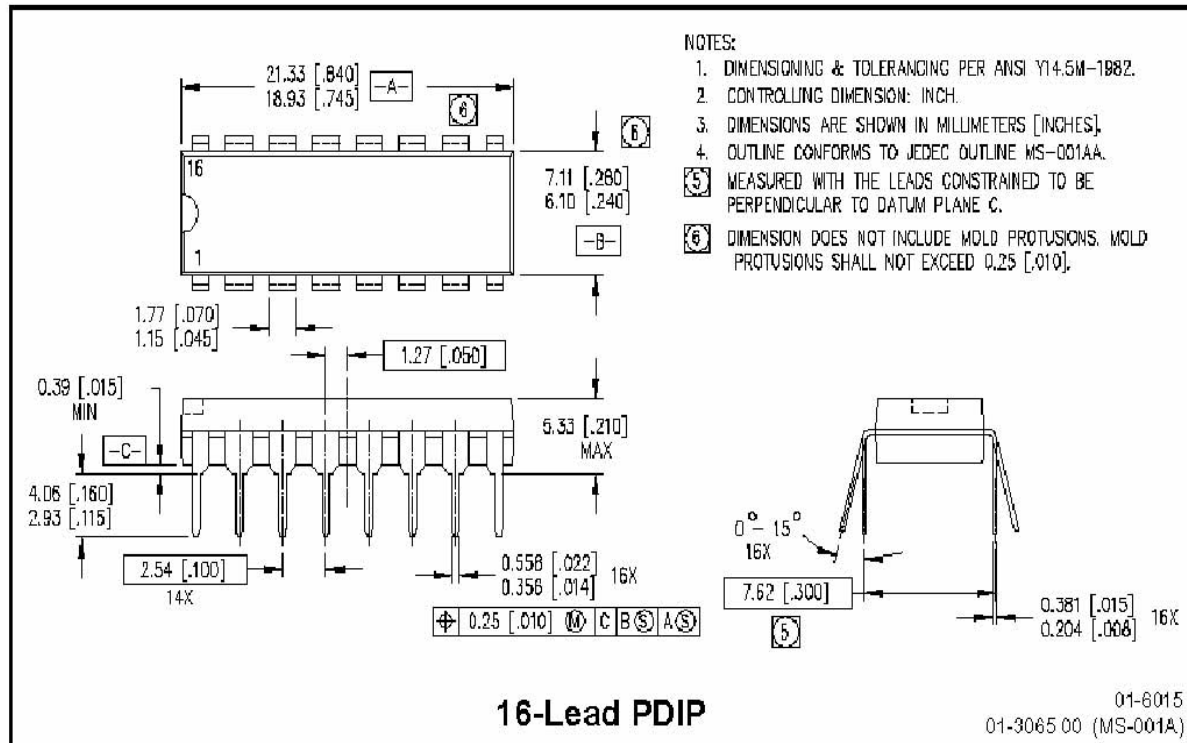 21.33 [.840]
18.93 [.745]
-A-
6
6
16
1
7.11 [.280]
6.10 [.240]
-B-
NOTES:
1. DIMENSIONING & TOLERANCING PER ANSI Y14.5M-1982.
2. CONTROLLING DIMENSION: INCH.
3. DIMENSIONS ARE SHOWN IN MILLIMETERS [INCHES].
4. OUTLINE CONFORMS TO JEDEC OUTLINE MS-001AA.
5 MEASURED WITH THE LEADS CONSTRAINED TO BE
PERPENDICULAR TO DATUM PLANE C.
6 DIMENSION DOES NOT INCLUDE MOLD PROTUSIONS. MOLD
PROTUSIONS SHALL NOT EXCEED 0.25 [.010].
1.77 [.070]
1.15 [.045]
1.27 [.050]
0.39 [.015]
MIN
-C-
5.33 [.210]
MAX
4.06 [.160]
2.93 [.115]
2.54 [.100]
14X
0.558 [.022]
0.356 [.014]
16X
⌖ 0.25 [.010] Ⓜ C B Ⓢ A Ⓢ
0° - 15°
16X
7.62 [.300]
5
0.381 [.015]
0.204 [.008]
16X
16-Lead PDIP
01-6015
01-3065 00 (MS-001A)